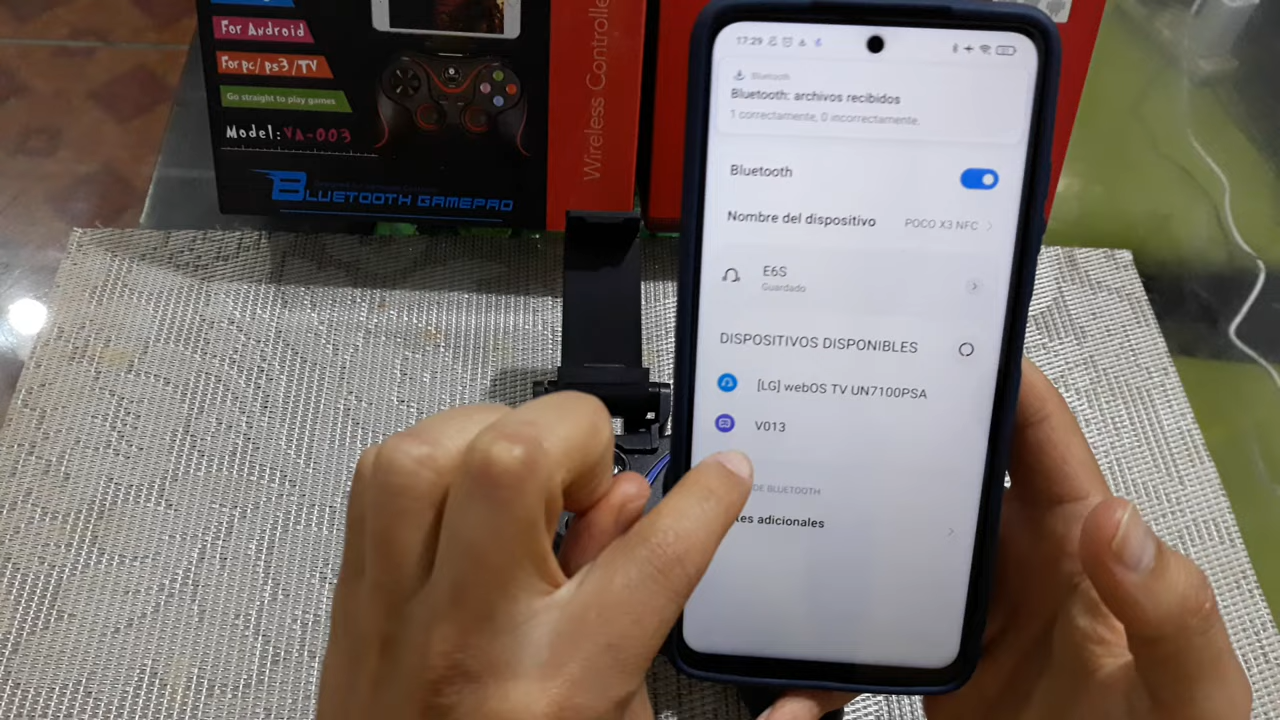 For Android
For pc/ps3/TV
Go straight to play games
Model: VA-003
BLUETOOTH GAMEPAD
Wireless Controlle
17:29
Bluetooth
Bluetooth: archivos recibidos
1 correctamente, 0 incorrectamente.
Bluetooth
Nombre del dispositivo POCO X3 NFC
E6S
Guardado
DISPOSITIVOS DISPONIBLES
[LG] webOS TV UN7100PSA
V013
DE BLUETOOTH
tes adicionales